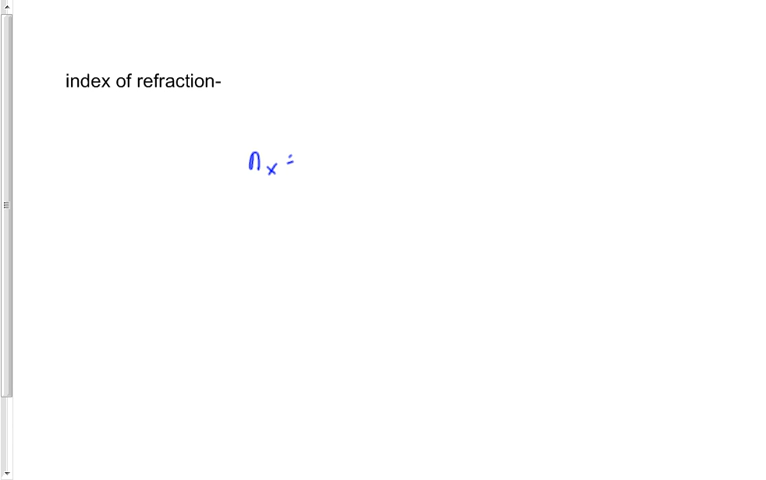 index of refraction-
nₓ =